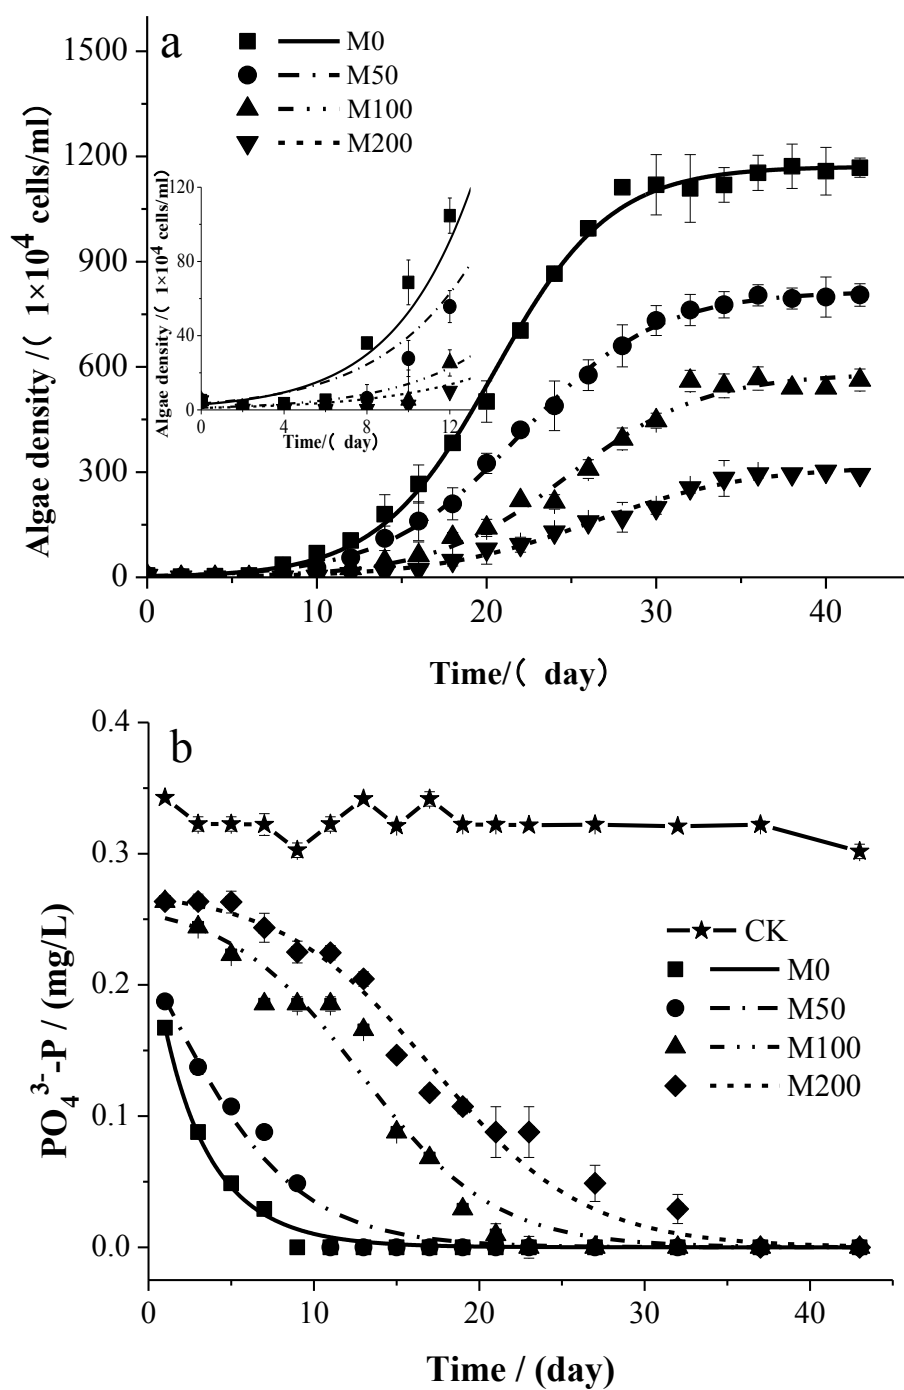 a
M0
M50
M100
M200
1500
1200
900
600
300
0
Algae density /( 1×10⁴ cells/ml)
120
80
40
0
Algae density /( 1×10⁴ cells/ml)
0 4 8 12
Time/( day)
0 10 20 30 40
Time/( day)
b
0.4
0.3
0.2
0.1
0.0
PO₄³⁻-P / (mg/L)
CK
M0
M50
M100
M200
0 10 20 30 40
Time / (day)